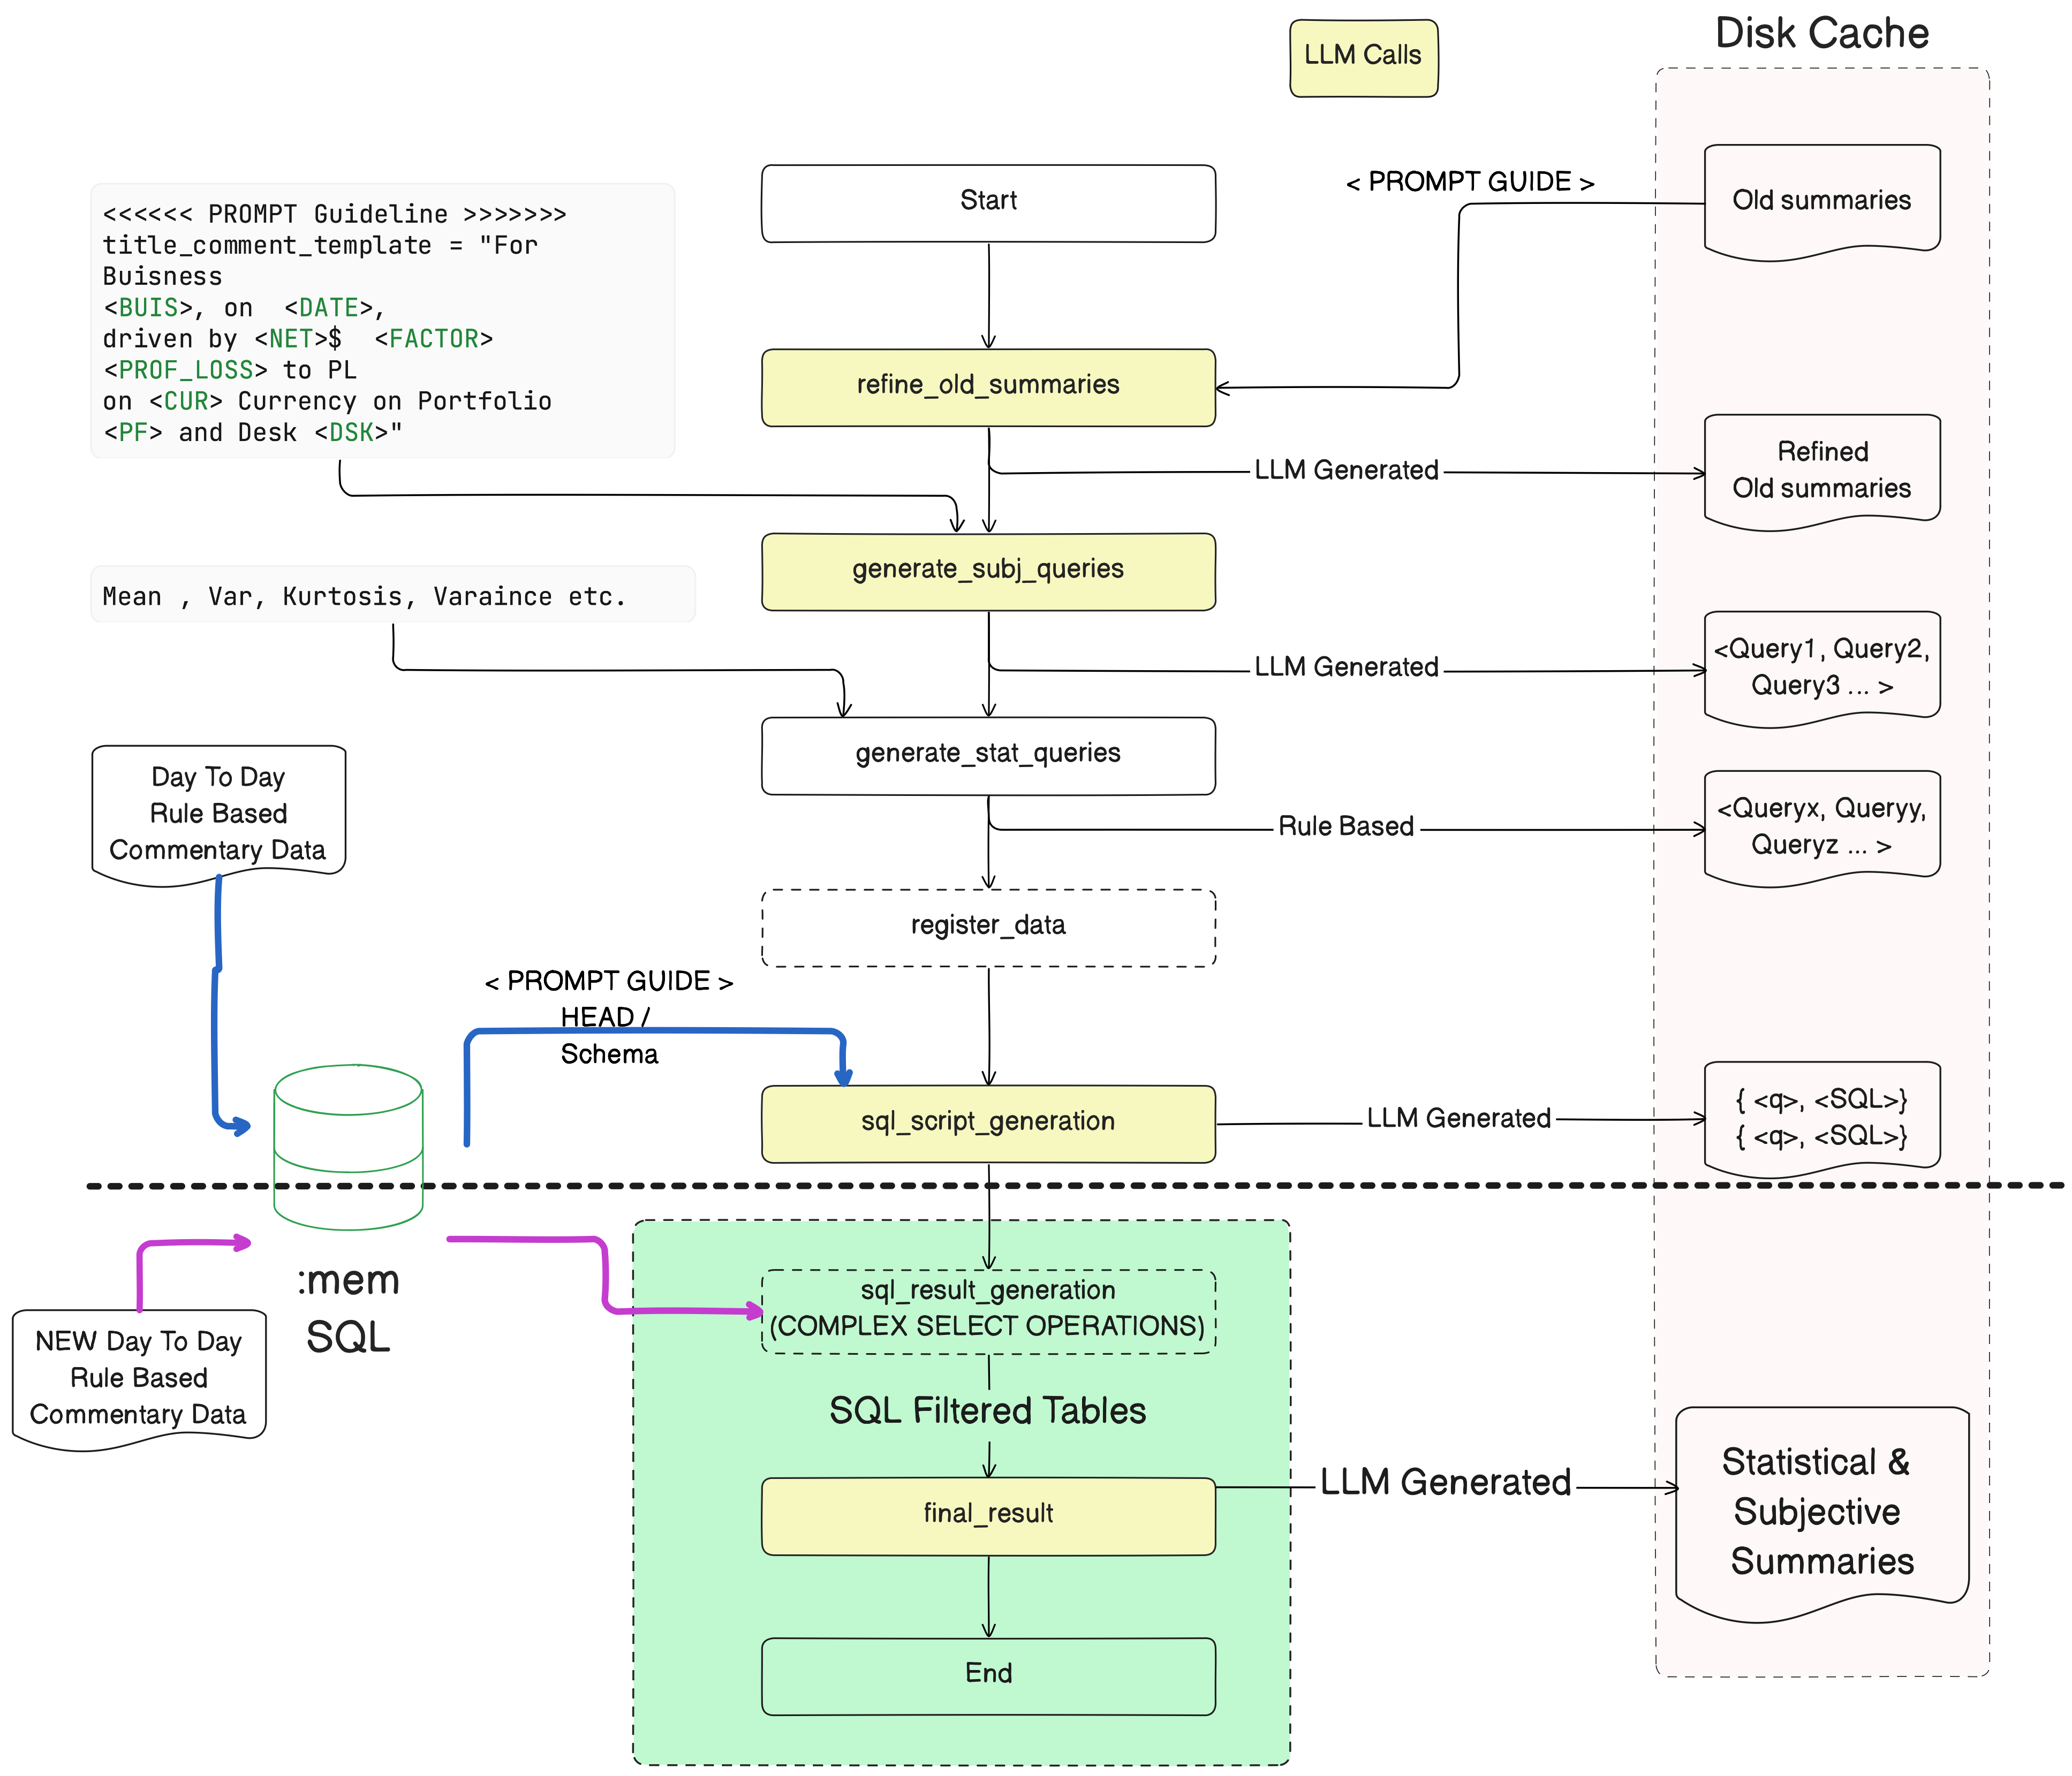 Disk Cache
LLM Calls
Start
< PROMPT GUIDE >
Old summaries
<<<<<< PROMPT Guideline >>>>>>>
title_comment_template = "For
Buisness
<BUIS>, on  <DATE>,
driven by <NET>$  <FACTOR>
<PROF_LOSS> to PL
on <CUR> Currency on Portfolio
<PF> and Desk <DSK>"
refine_old_summaries
LLM Generated
Refined
Old summaries
generate_subj_queries
Mean , Var, Kurtosis, Varaince etc.
LLM Generated
<Query1, Query2,
Query3 ... >
generate_stat_queries
Day To Day
Rule Based
Commentary Data
Rule Based
<Queryx, Queryy,
Queryz ... >
register_data
< PROMPT GUIDE >
HEAD /
Schema
sql_script_generation
LLM Generated
{ <q>, <SQL>}
{ <q>, <SQL>}
:mem
SQL
NEW Day To Day
Rule Based
Commentary Data
sql_result_generation
(COMPLEX SELECT OPERATIONS)
SQL Filtered Tables
final_result
LLM Generated
Statistical &
Subjective
Summaries
End